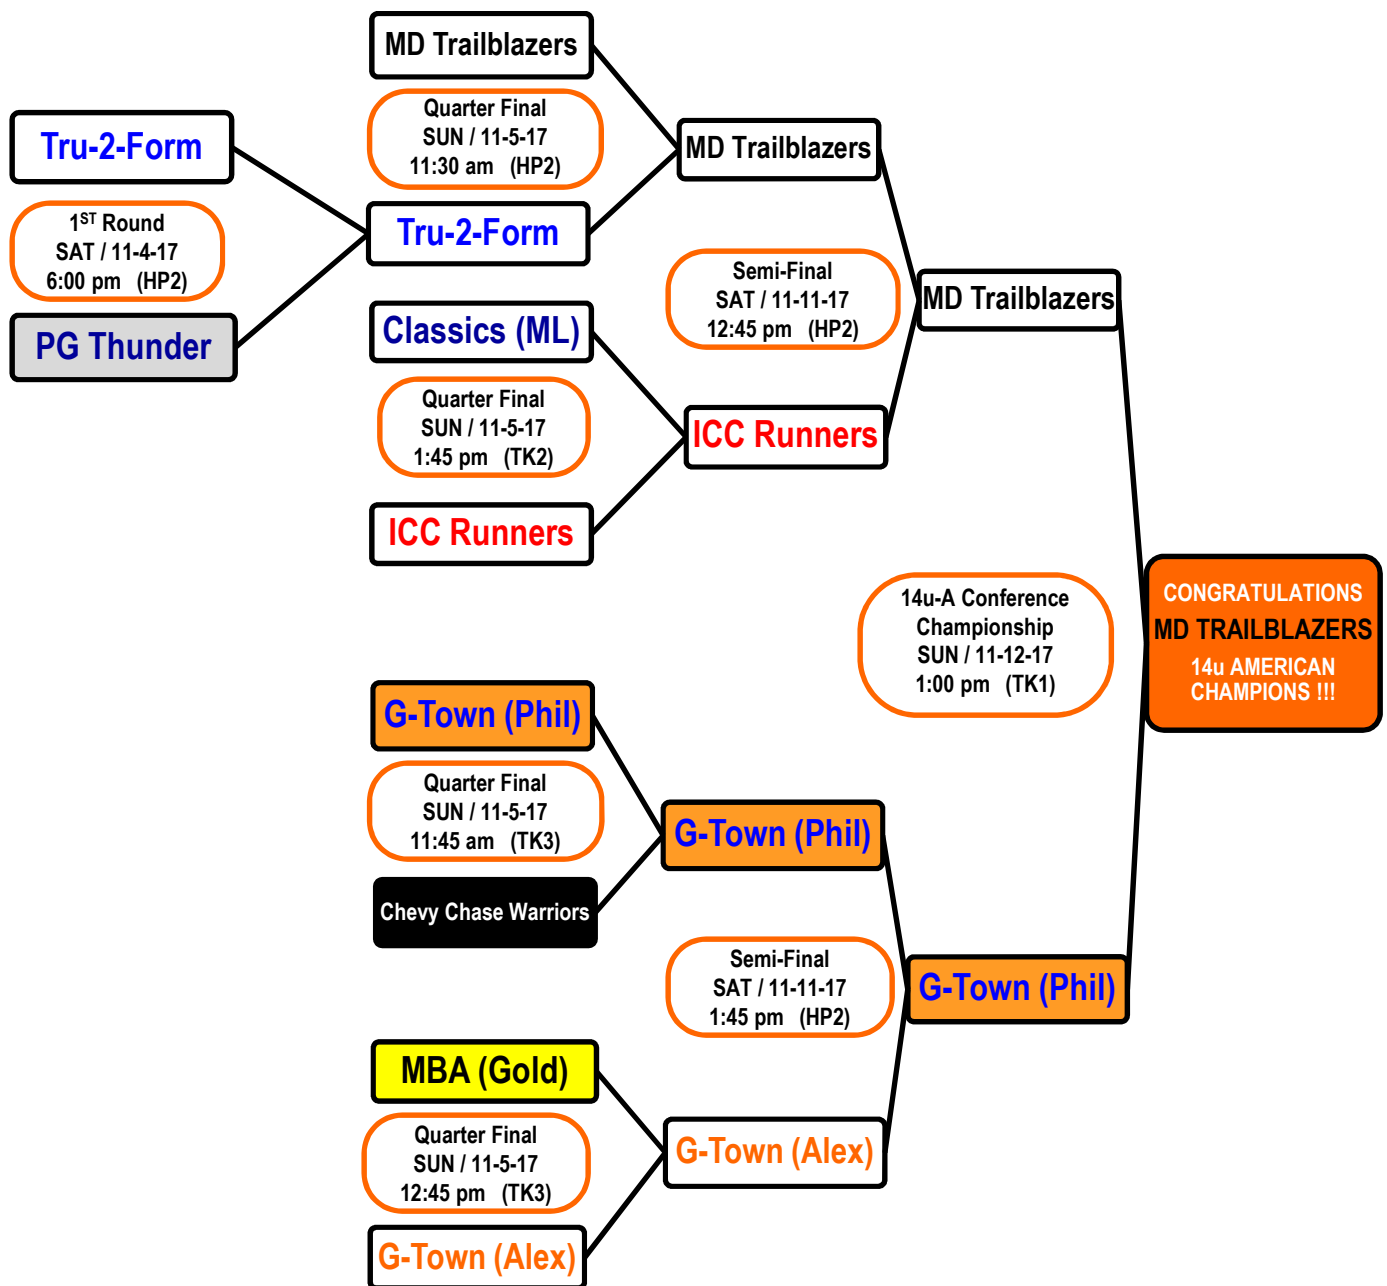 MD Trailblazers
Quarter Final
SUN / 11-5-17
11:30 am (HP2)
Tru-2-Form
1ST Round
SAT / 11-4-17
6:00 pm (HP2)
PG Thunder
Tru-2-Form
MD Trailblazers
Classics (ML)
Quarter Final
SUN / 11-5-17
1:45 pm (TK2)
ICC Runners
Semi-Final
SAT / 11-11-17
12:45 pm (HP2)
ICC Runners
MD Trailblazers
14u-A Conference
Championship
SUN / 11-12-17
1:00 pm (TK1)
CONGRATULATIONS
MD TRAILBLAZERS
14u AMERICAN
CHAMPIONS !!!
G-Town (Phil)
Quarter Final
SUN / 11-5-17
11:45 am (TK3)
Chevy Chase Warriors
G-Town (Phil)
Semi-Final
SAT / 11-11-17
1:45 pm (HP2)
G-Town (Phil)
MBA (Gold)
Quarter Final
SUN / 11-5-17
12:45 pm (TK3)
G-Town (Alex)
G-Town (Alex)